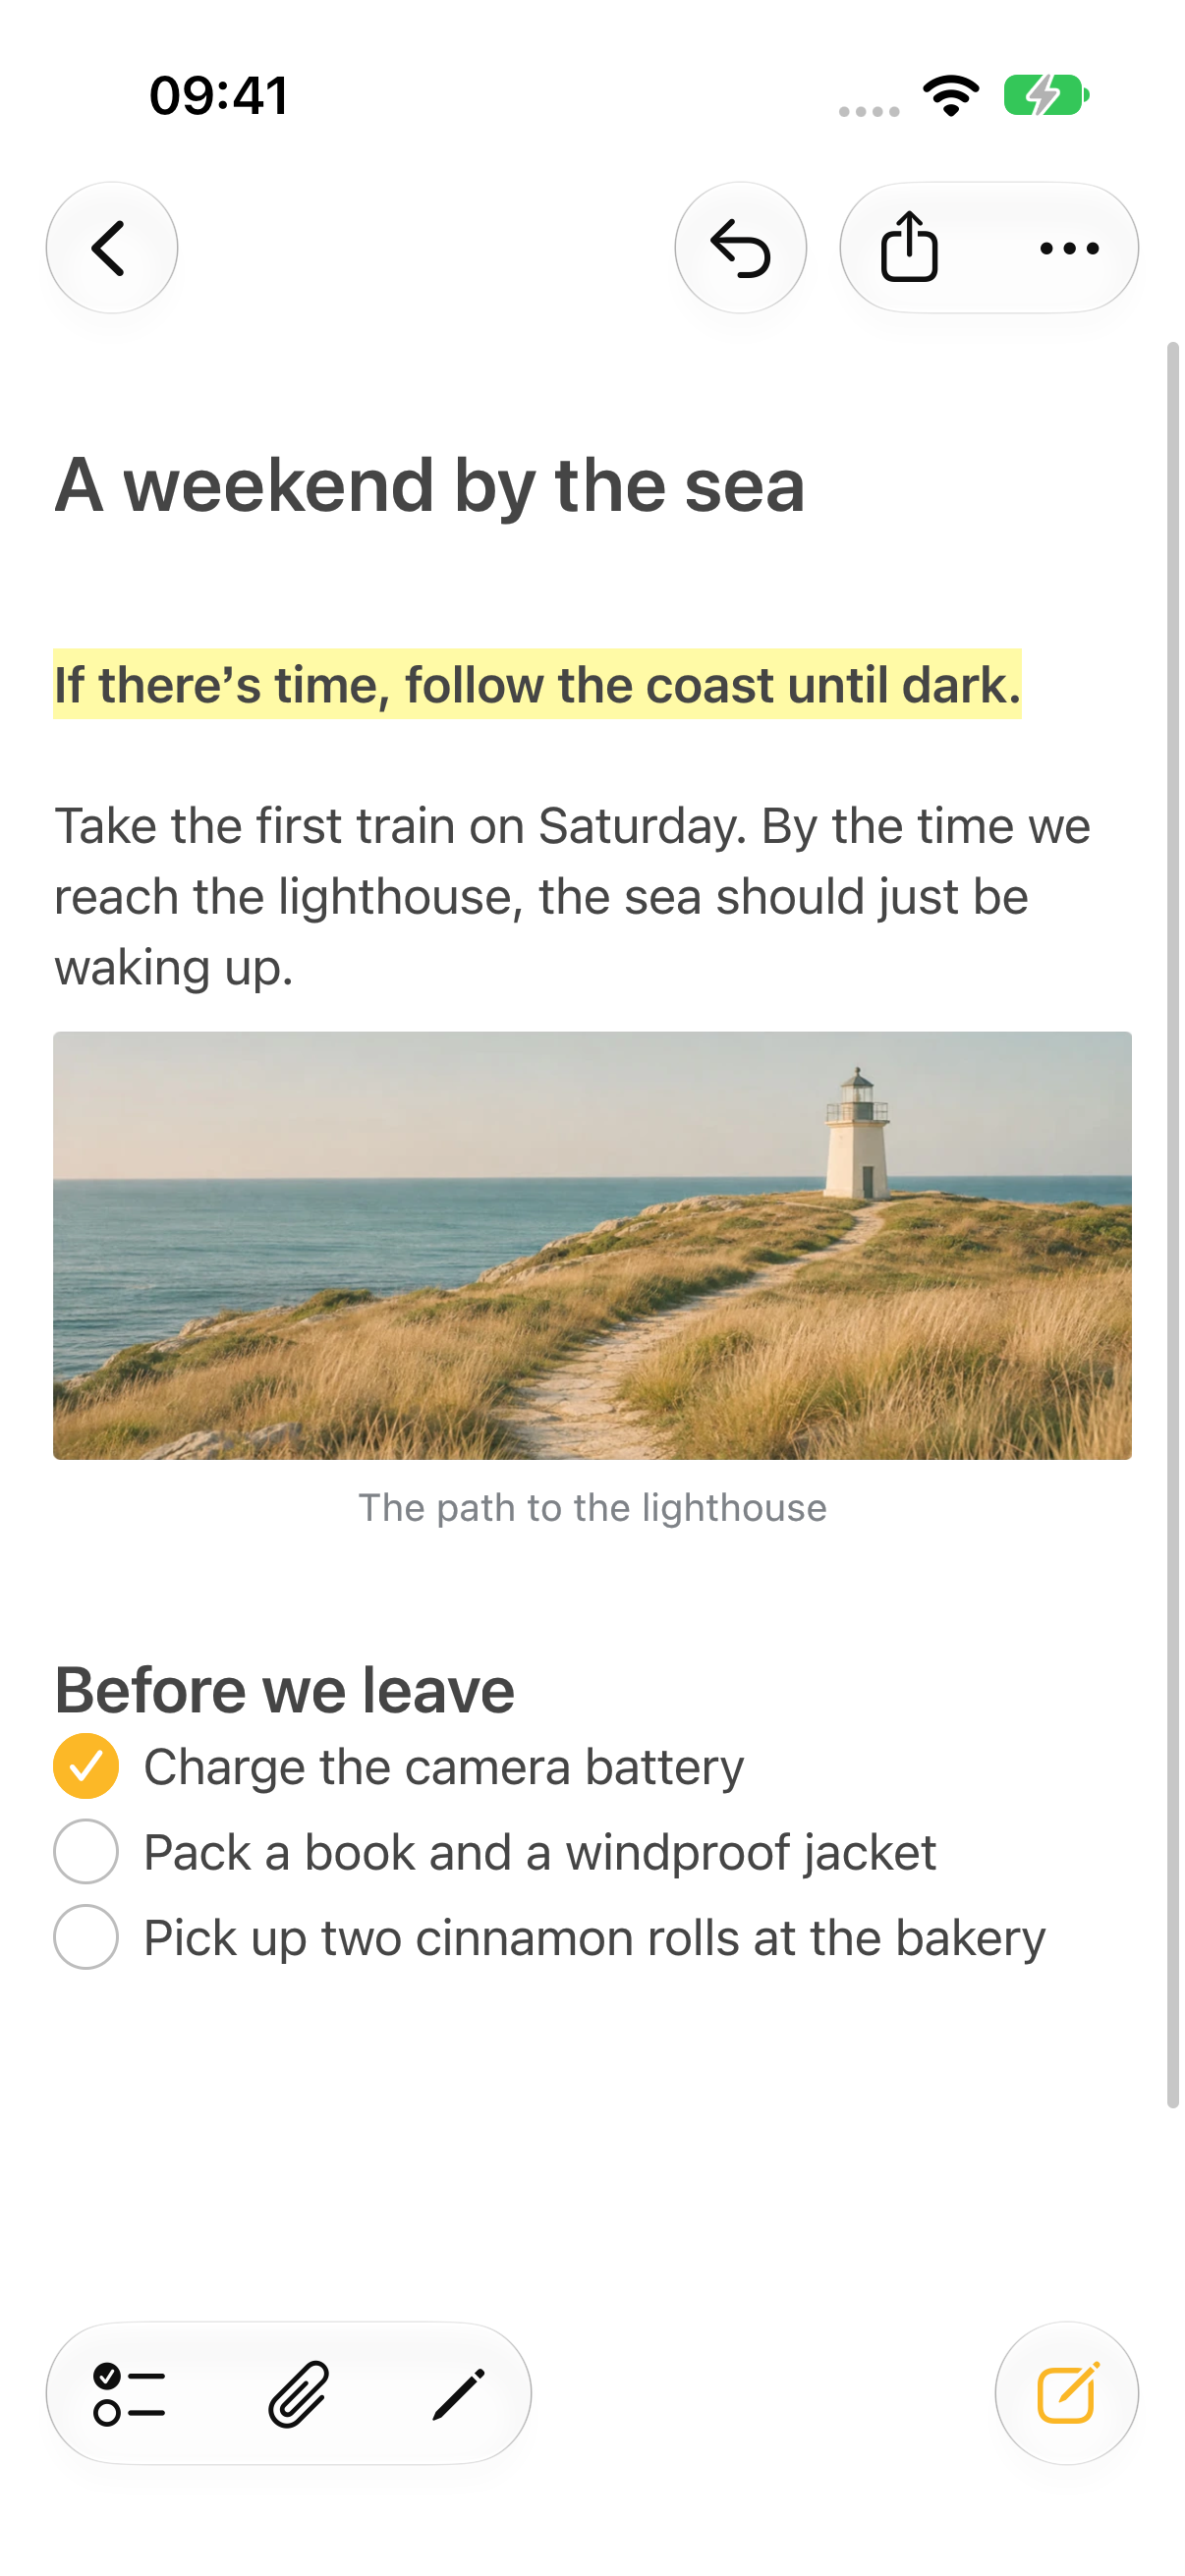 09:41
A weekend by the sea
If there’s time, follow the coast until dark.
Take the first train on Saturday. By the time we
reach the lighthouse, the sea should just be
waking up.
The path to the lighthouse
Before we leave
Charge the camera battery
Pack a book and a windproof jacket
Pick up two cinnamon rolls at the bakery